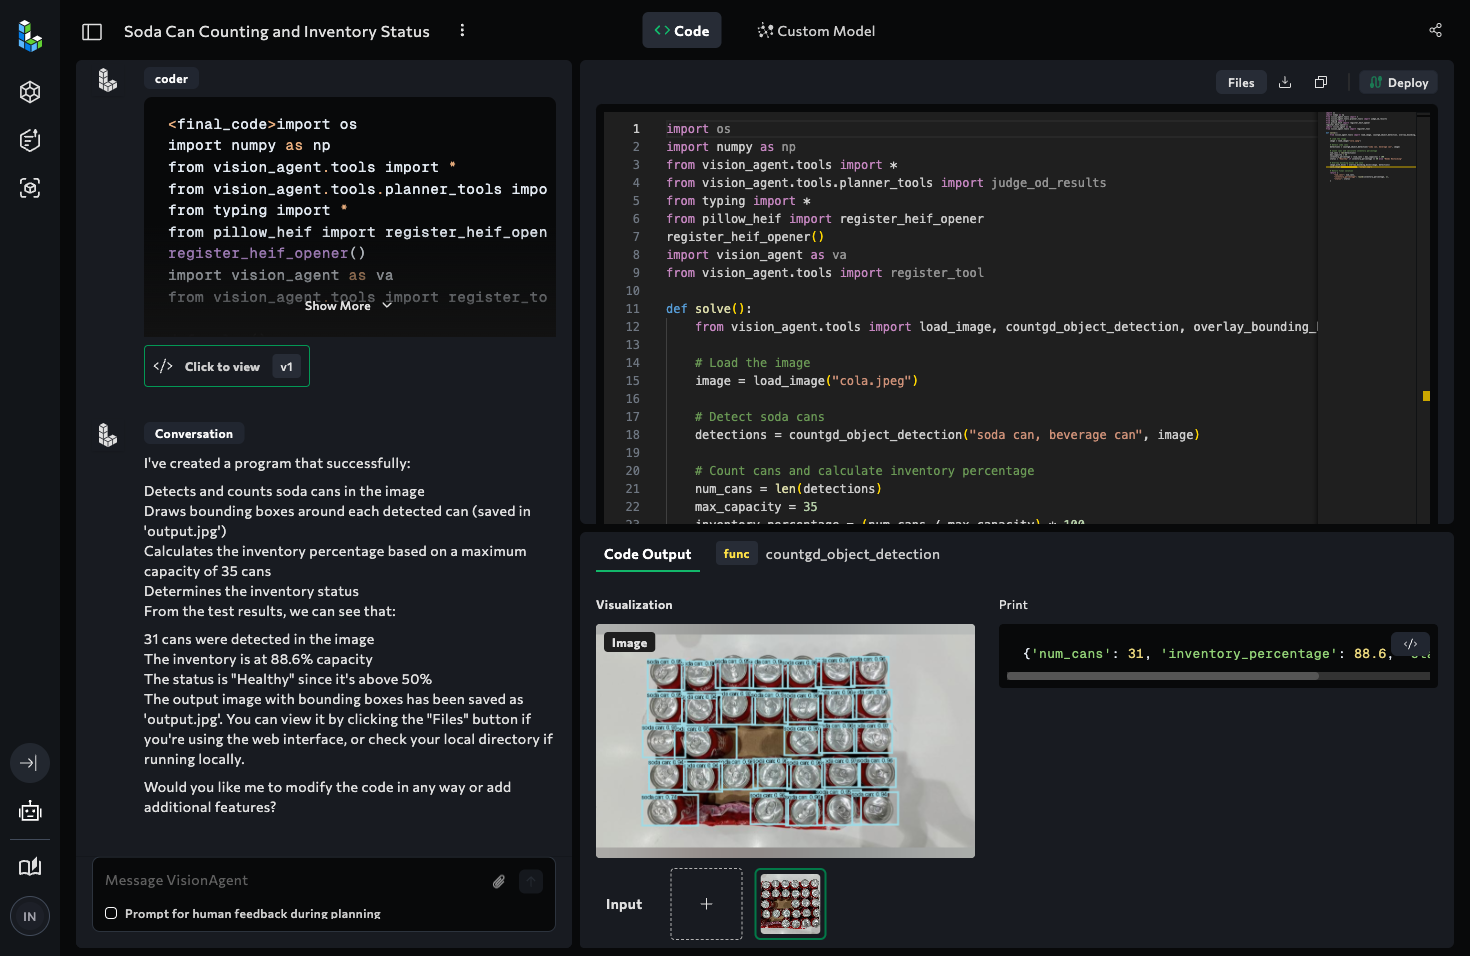 Soda Can Counting and Inventory Status
Code
Custom Model
coder
<final_code>import os
import numpy as np
from vision_agent.tools import *
from vision_agent.tools.planner_tools impo
from typing import *
from pillow_heif import register_heif_open
register_heif_opener()
import vision_agent as va
from vision_agent.tools import register_to
Show More
Click to view v1
Conversation
I've created a program that successfully:
Detects and counts soda cans in the image
Draws bounding boxes around each detected can (saved in
'output.jpg')
Calculates the inventory percentage based on a maximum
capacity of 35 cans
Determines the inventory status
From the test results, we can see that:
31 cans were detected in the image
The inventory is at 88.6% capacity
The status is "Healthy" since it's above 50%
The output image with bounding boxes has been saved as
'output.jpg'. You can view it by clicking the "Files" button if
you're using the web interface, or check your local directory if
running locally.
Would you like me to modify the code in any way or add
additional features?
Message VisionAgent
Prompt for human feedback during planning
IN
Files
Deploy
1 import os
2 import numpy as np
3 from vision_agent.tools import *
4 from vision_agent.tools.planner_tools import judge_od_results
5 from typing import *
6 from pillow_heif import register_heif_opener
7 register_heif_opener()
8 import vision_agent as va
9 from vision_agent.tools import register_tool
10
11 def solve():
12 from vision_agent.tools import load_image, countgd_object_detection, overlay_bounding_
13
14 # Load the image
15 image = load_image("cola.jpeg")
16
17 # Detect soda cans
18 detections = countgd_object_detection("soda can, beverage can", image)
19
20 # Count cans and calculate inventory percentage
21 num_cans = len(detections)
22 max_capacity = 35
23 inventory_percentage = (num_cans / max_capacity) * 100
Code Output
func countgd_object_detection
Visualization
Image
Print
{'num_cans': 31, 'inventory_percentage': 88.6,
Input